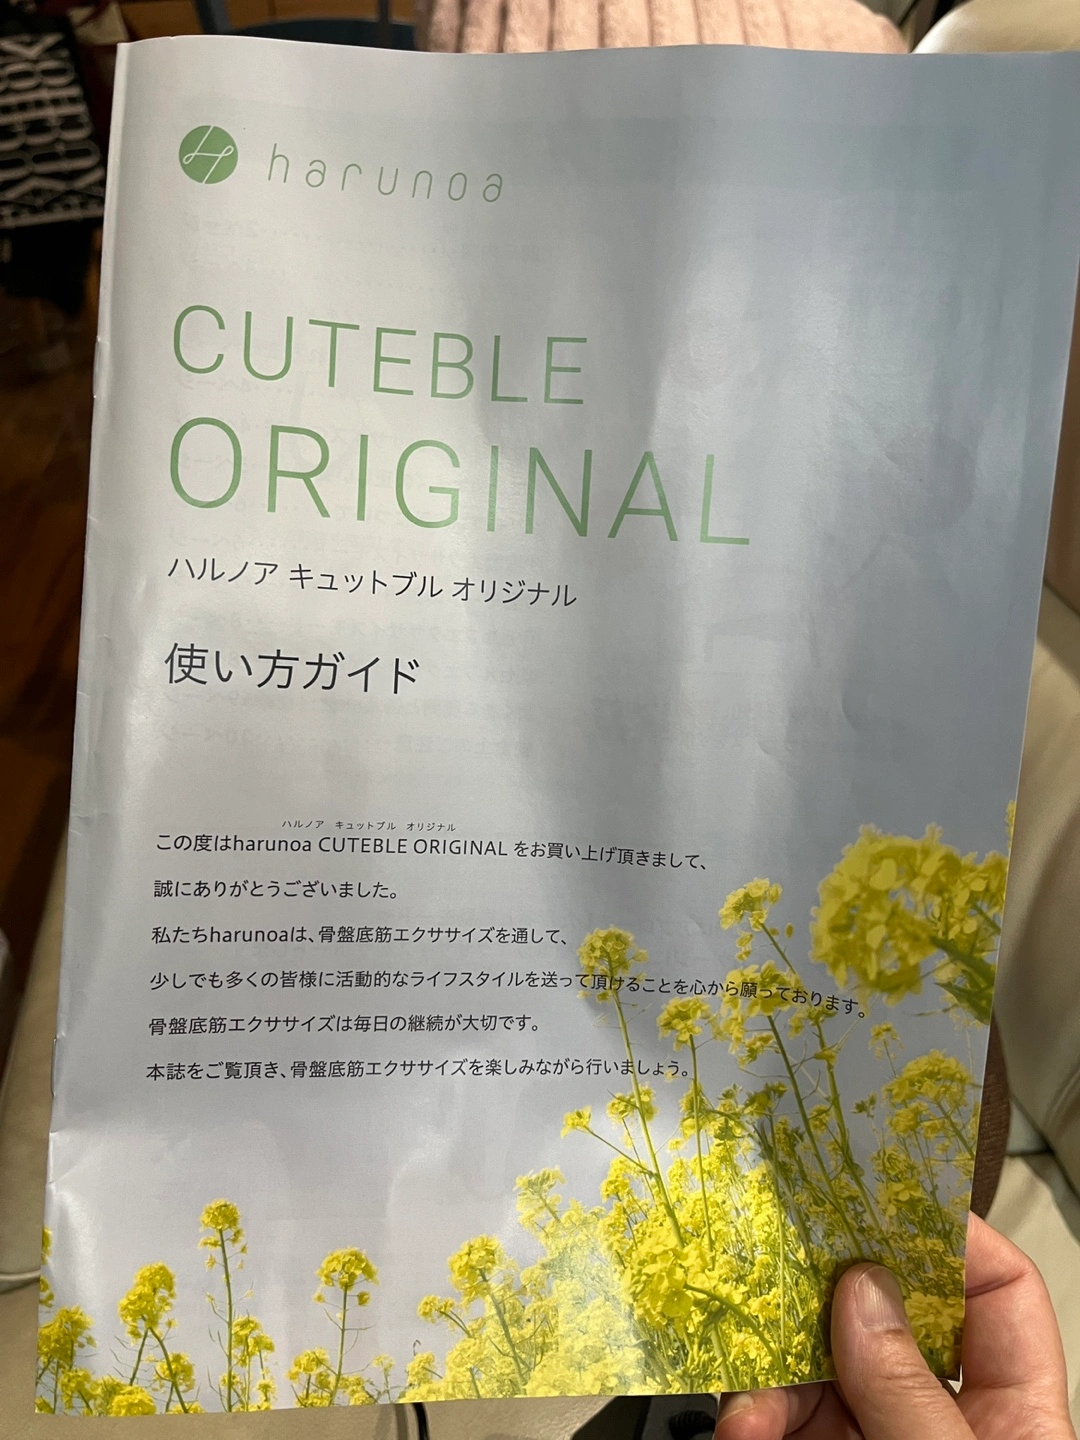 harunoa
CUTEBLE
ORIGINAL
ハルノア キュットブル オリジナル
使い方ガイド
ハルノア キュットブル オリジナル
この度はharunoa CUTEBLE ORIGINAL をお買い上げ頂きまして、
誠にありがとうございました。
私たちharunoaは、骨盤底筋エクササイズを通して、
少しでも多くの皆様に活動的なライフスタイルを送って頂けることを心から願っております。
骨盤底筋エクササイズは毎日の継続が大切です。
本誌をご覧頂き、骨盤底筋エクササイズを楽しみながら行いましょう。